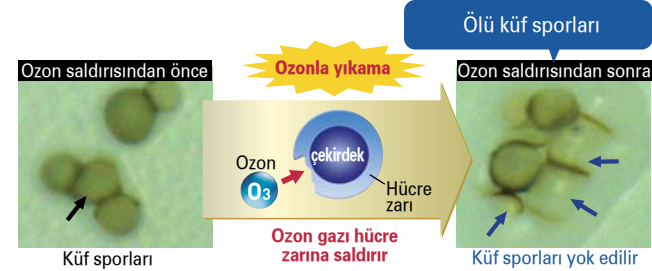 Ölü küf sporları
Ozon saldırısından önce
Ozonla yıkama
Ozon saldırısından sonra
Ozon
O3
çekirdek
Hücre
zarı
Ozon gazı hücre
zarına saldırır
Küf sporları
Küf sporları yok edilir